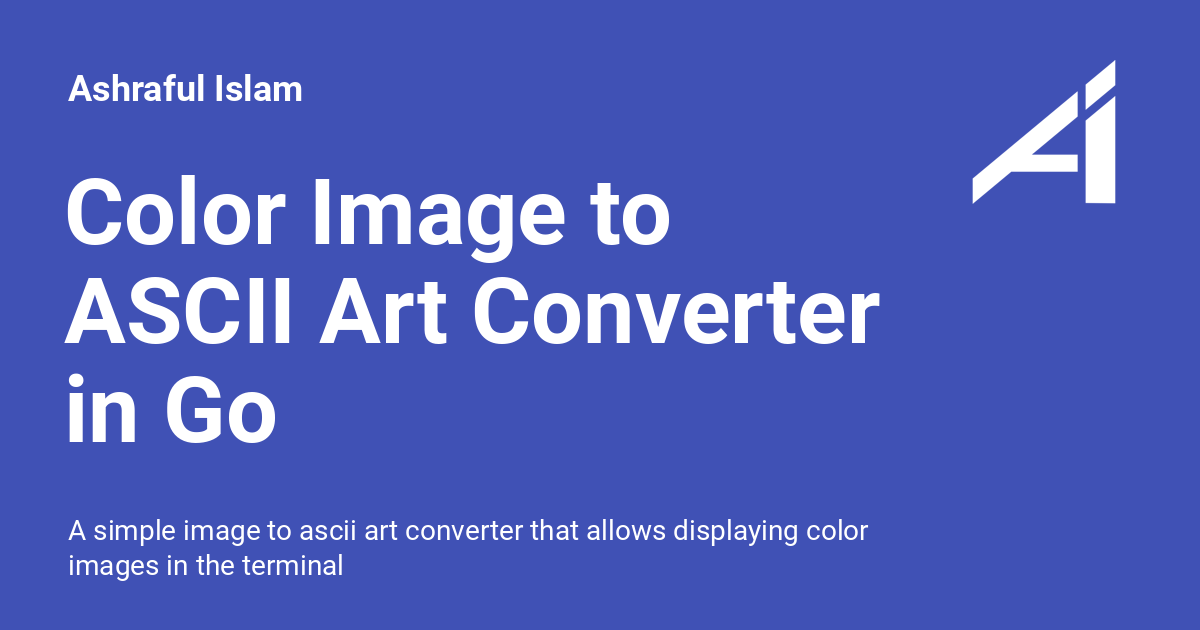 Ashraful Islam
Color Image to
ASCII Art Converter
in Go
A simple image to ascii art converter that allows displaying color
images in the terminal